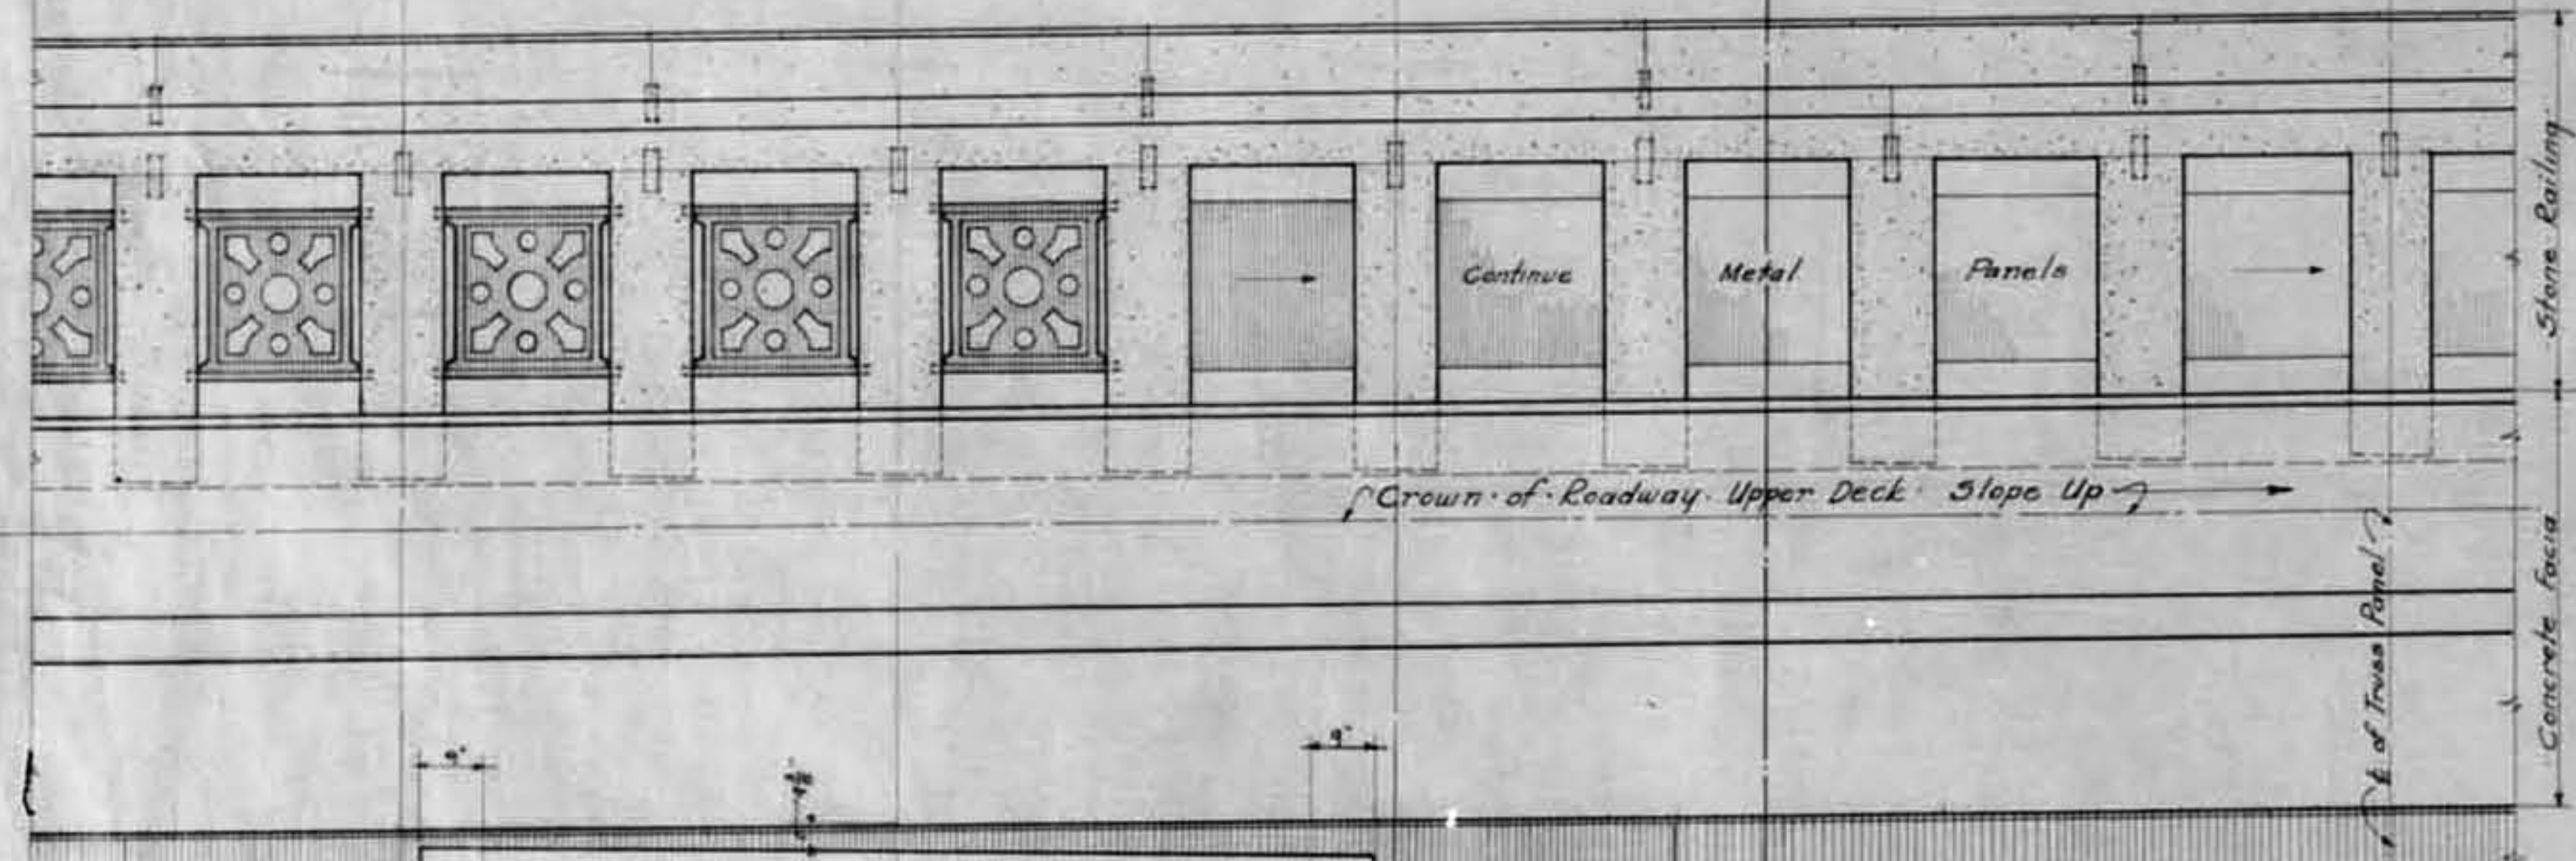 Continue Metal Panels
Stone Railing
Crown of Roadway Upper Deck Slope Up
℄ of Truss Panel
Concrete Facia
9"
9"